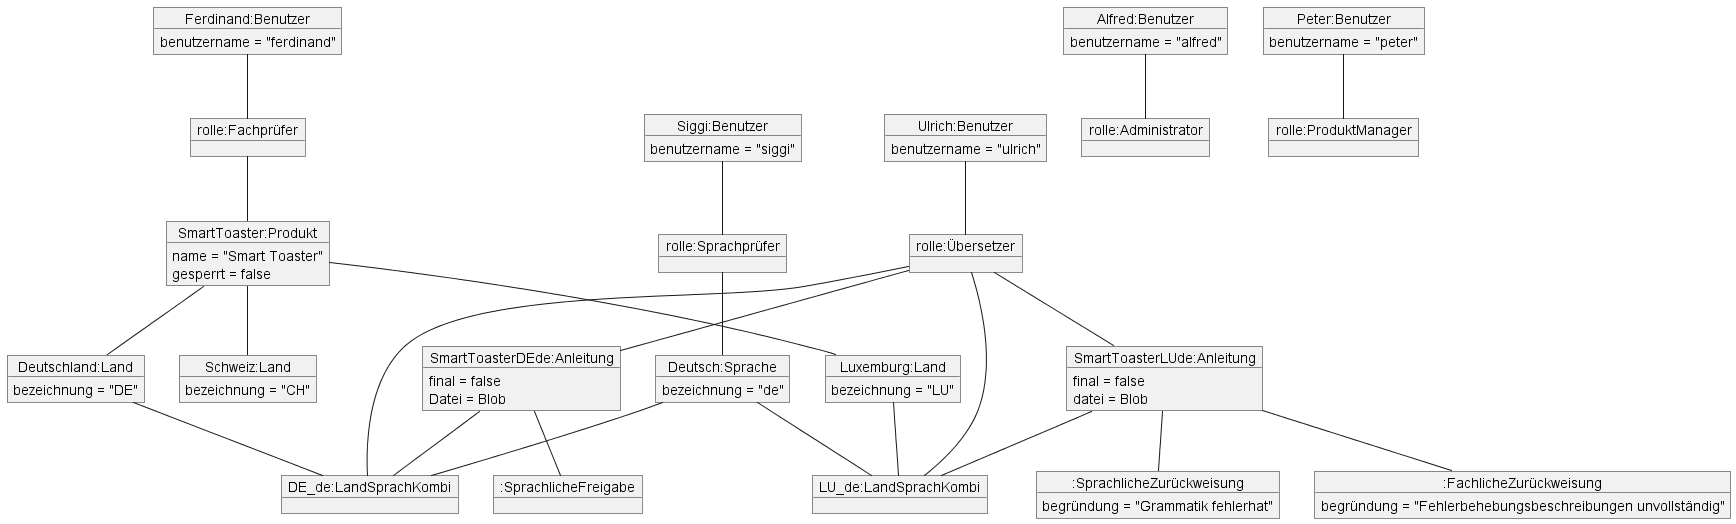 Ferdinand:Benutzer
benutzername = "ferdinand"
Alfred:Benutzer
benutzername = "alfred"
Peter:Benutzer
benutzername = "peter"
rolle:Fachprüfer
Siggi:Benutzer
benutzername = "siggi"
Ulrich:Benutzer
benutzername = "ulrich"
rolle:Administrator
rolle:ProduktManager
SmartToaster:Produkt
name = "Smart Toaster"
gesperrt = false
rolle:Sprachprüfer
rolle:Übersetzer
Deutschland:Land
bezeichnung = "DE"
Schweiz:Land
bezeichnung = "CH"
SmartToasterDEde:Anleitung
final = false
Datei = Blob
Deutsch:Sprache
bezeichnung = "de"
Luxemburg:Land
bezeichnung = "LU"
SmartToasterLUde:Anleitung
final = false
datei = Blob
DE_de:LandSprachKombi
:SprachlicheFreigabe
LU_de:LandSprachKombi
:SprachlicheZurückweisung
begründung = "Grammatik fehlerhat"
:FachlicheZurückweisung
begründung = "Fehlerbehebungsbeschreibungen unvollständig"